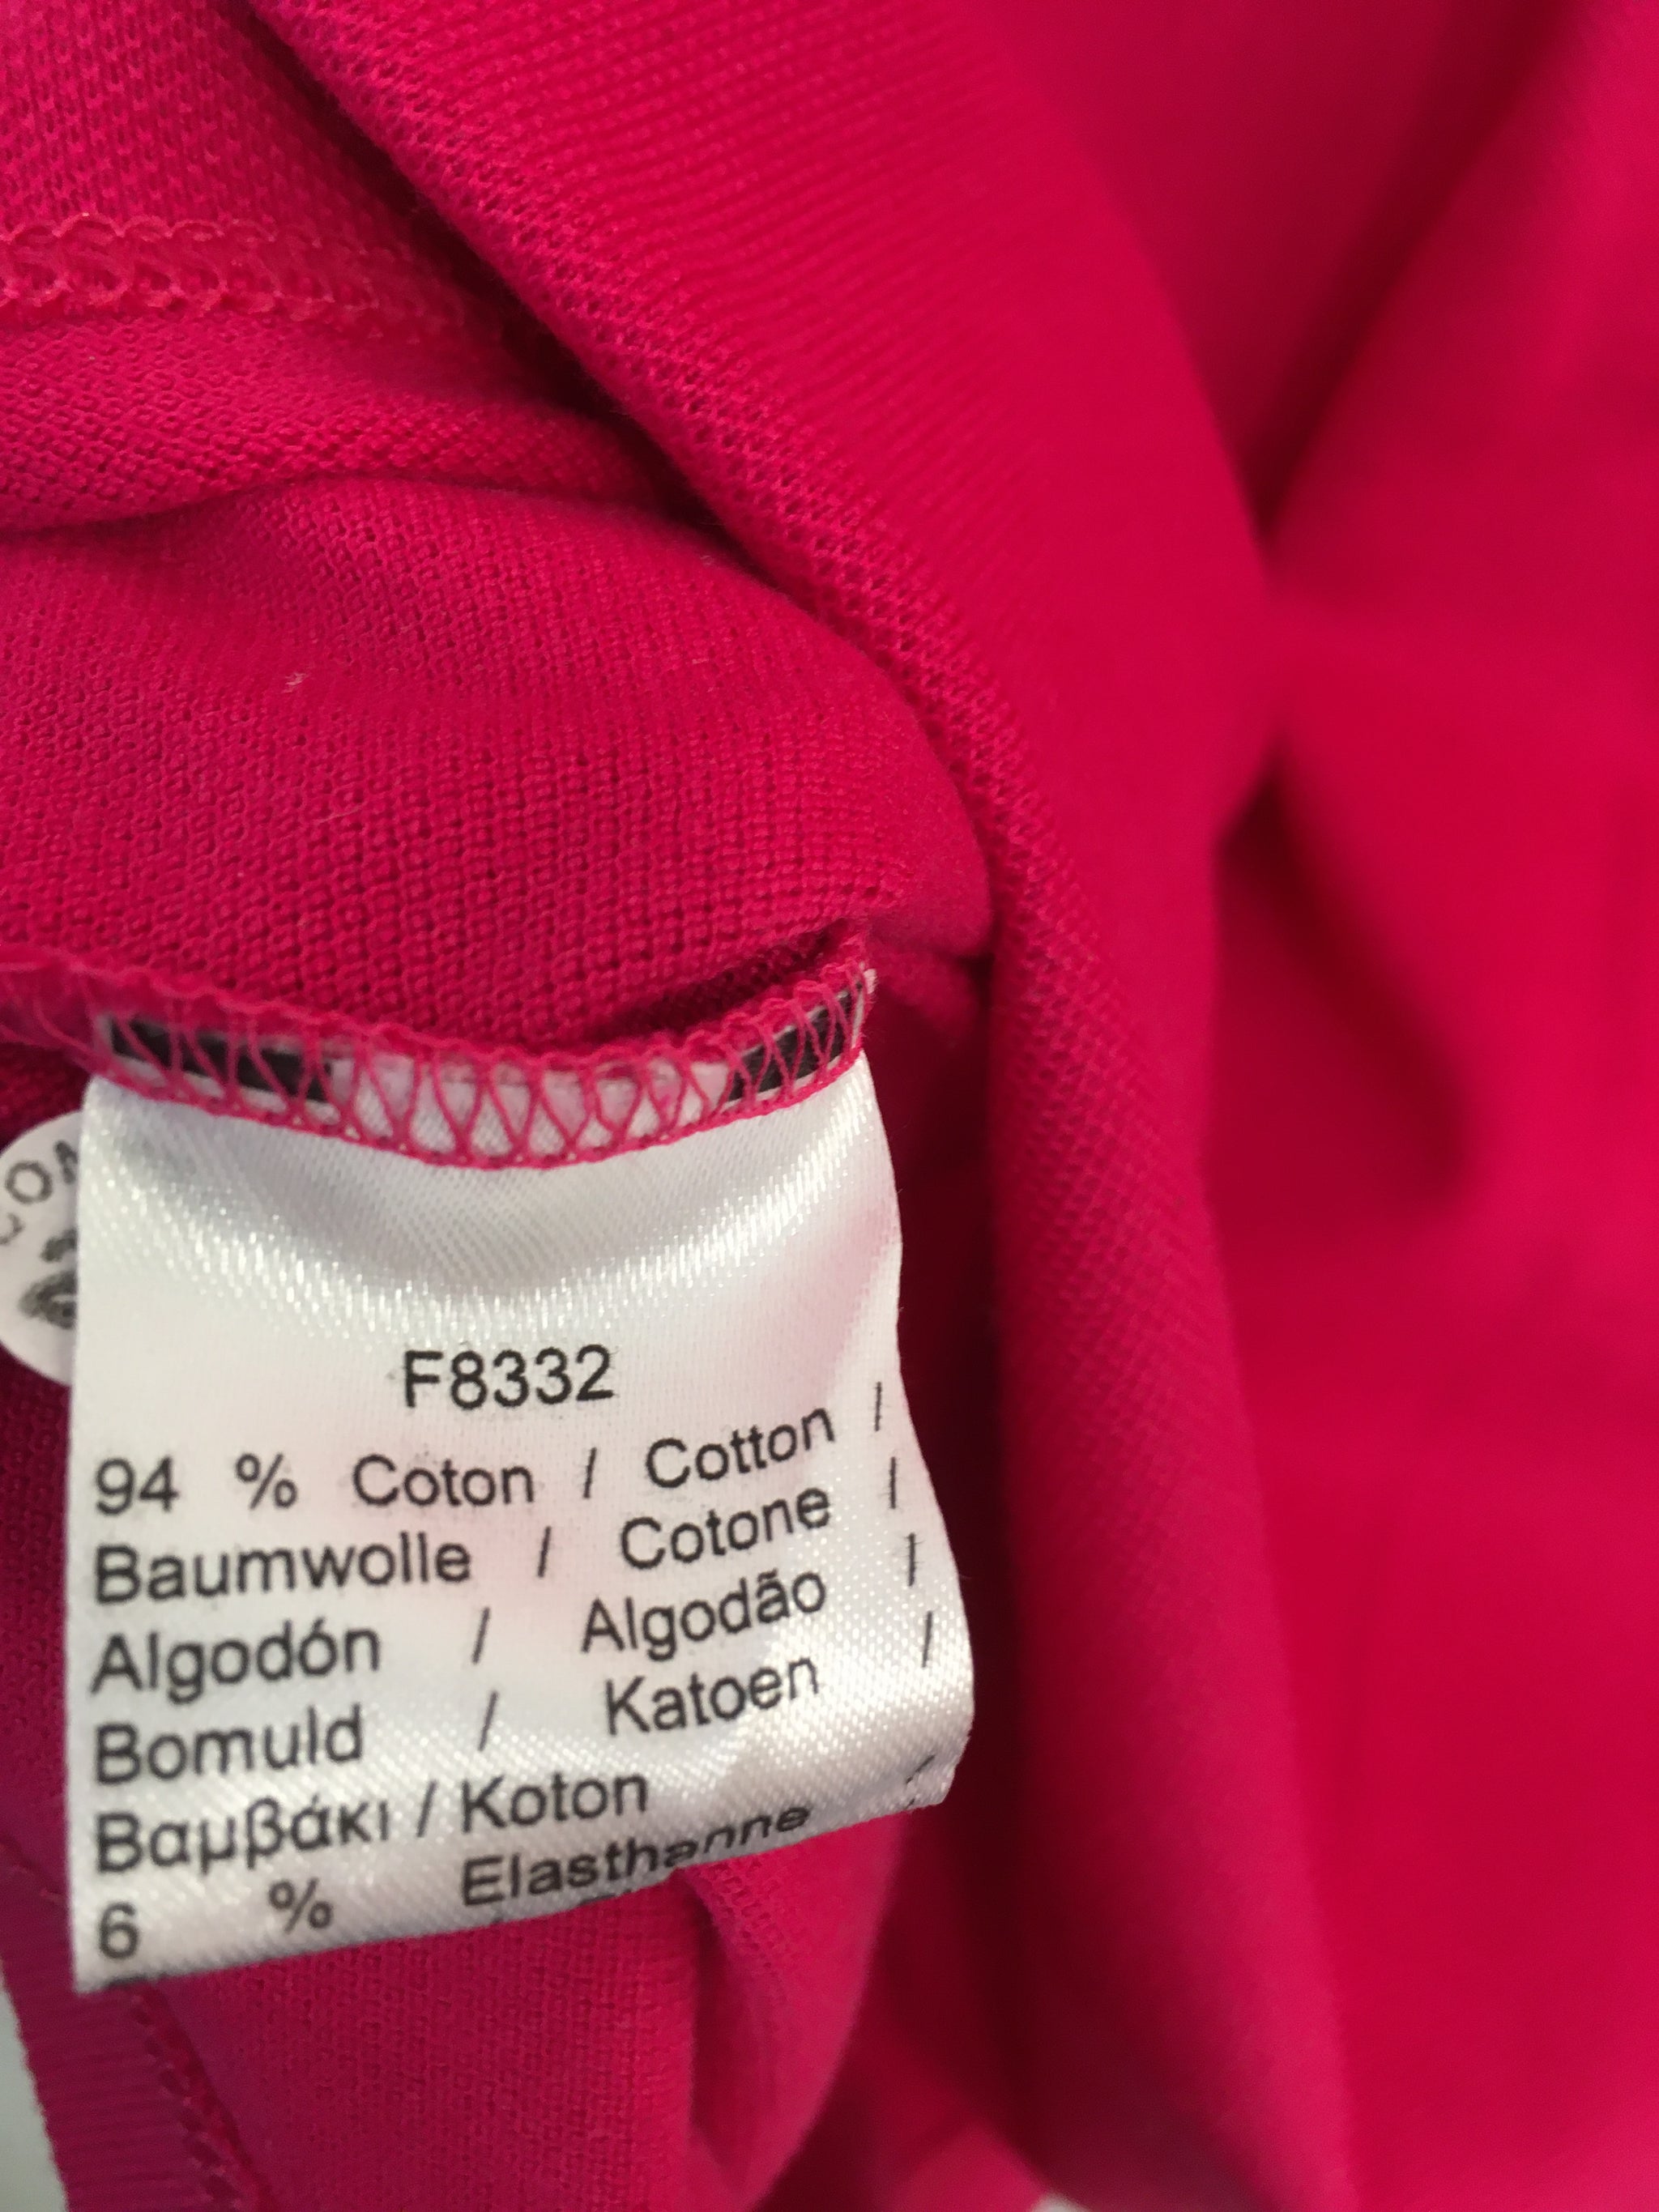 F8332
94 % Coton / Cotton /
Baumwolle / Cotone /
Algodón / Algodão /
Bomuld / Katoen /
Βαμβάκι / Koton
6 % Elasthanne /